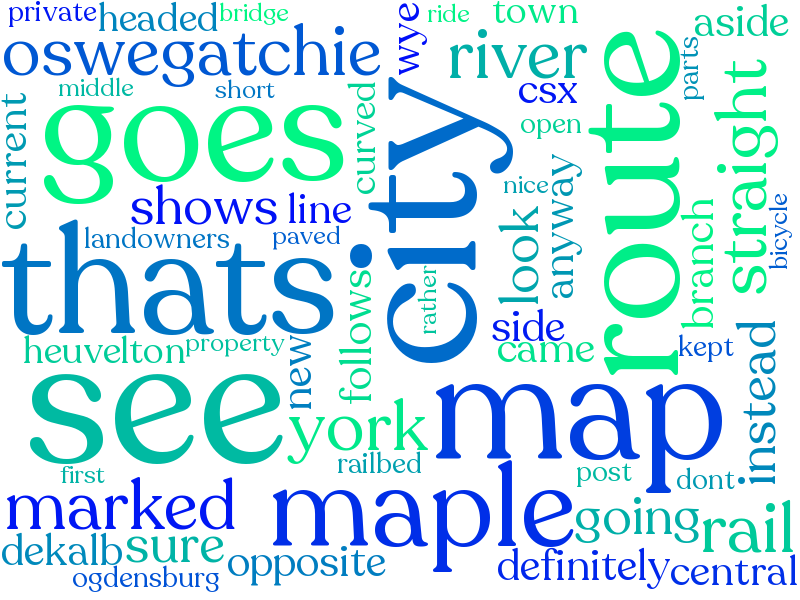 private
headed
bridge
ride
town
aside
oswegatchie
wye
river
route
parts
middle
short
curved
csx
straight
current
goes
city
open
nice
anyway
bicycle
shows
line
look
branch
landowners
paved
thats
follows
rather
side
came
kept
heuvelton
property
new
instead
see
york
map
railbed
first
post
dont
marked
maple
going
rail
dekalb
sure
opposite
definitely
central
ogdensburg